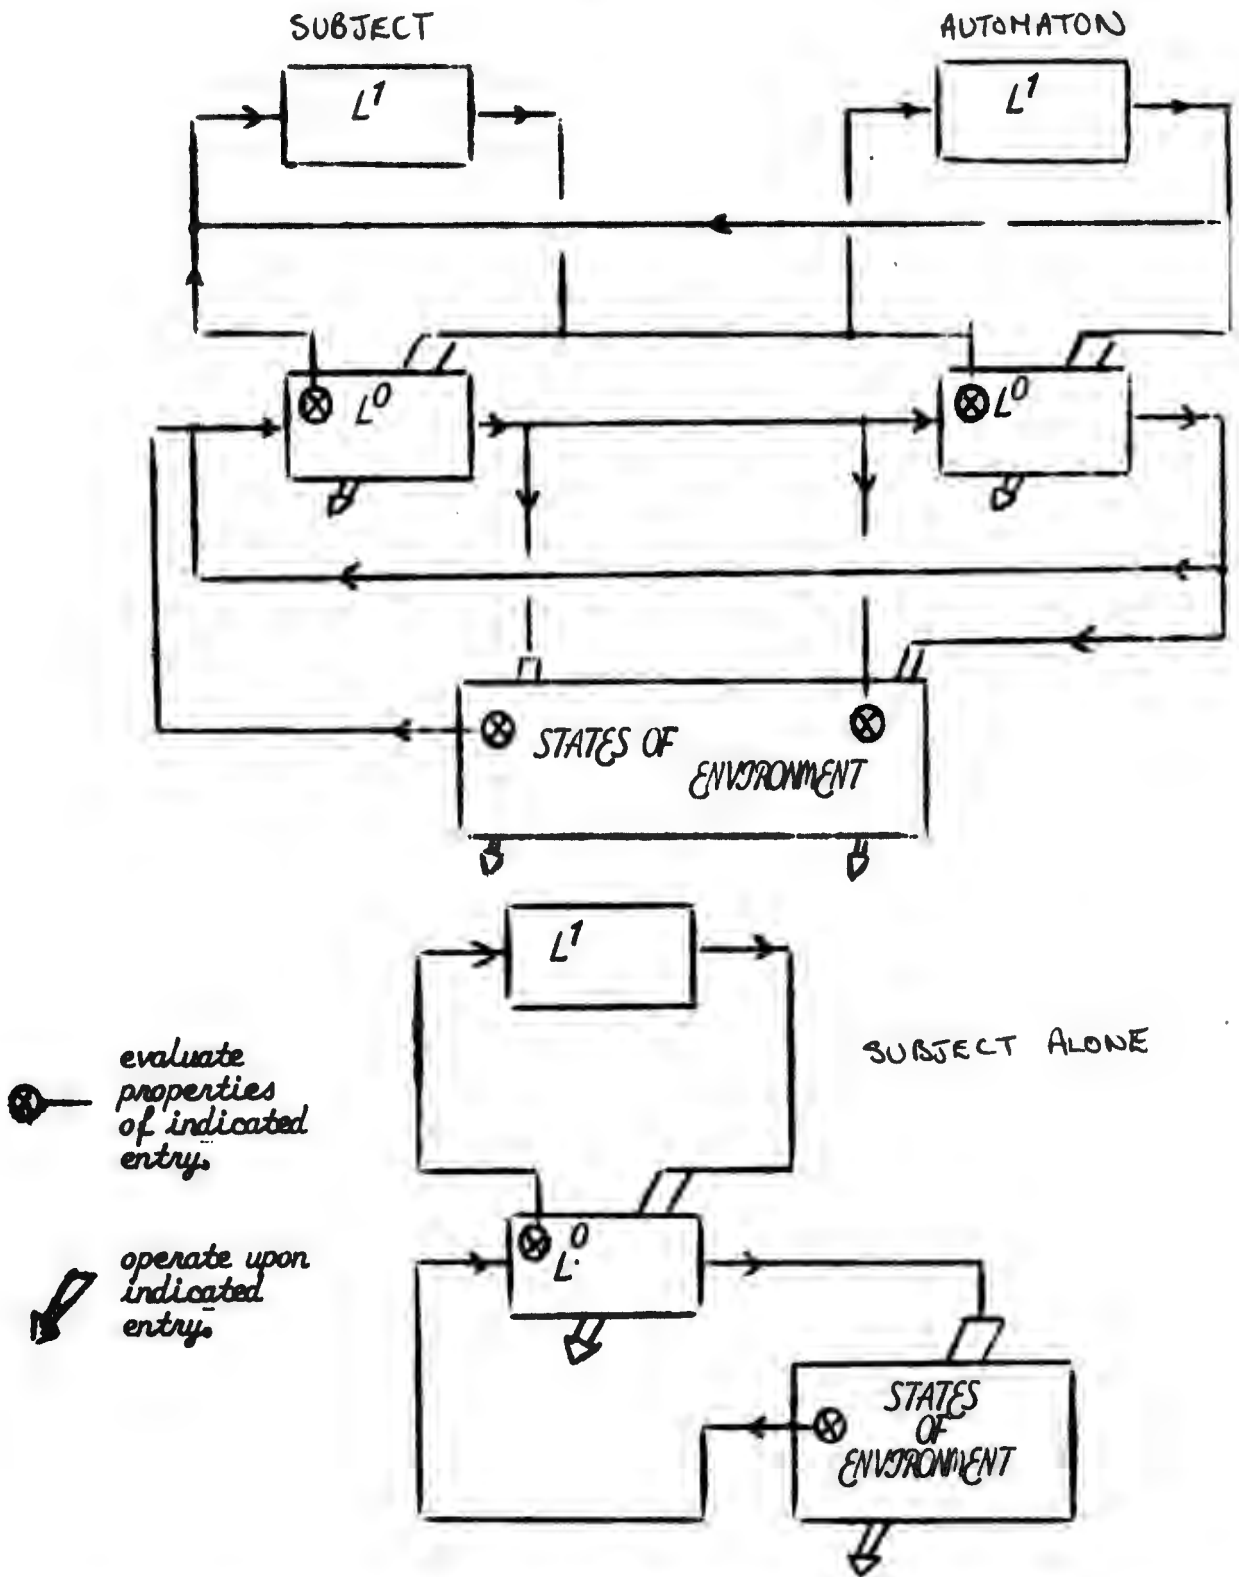 SUBJECT
AUTOMATON
L¹
L¹
L⁰
L⁰
STATES OF
ENVIRONMENT
L¹
SUBJECT ALONE
evaluate
properties
of indicated
entry.
L⁰
operate upon
indicated
entry.
STATES
OF
ENVIRONMENT